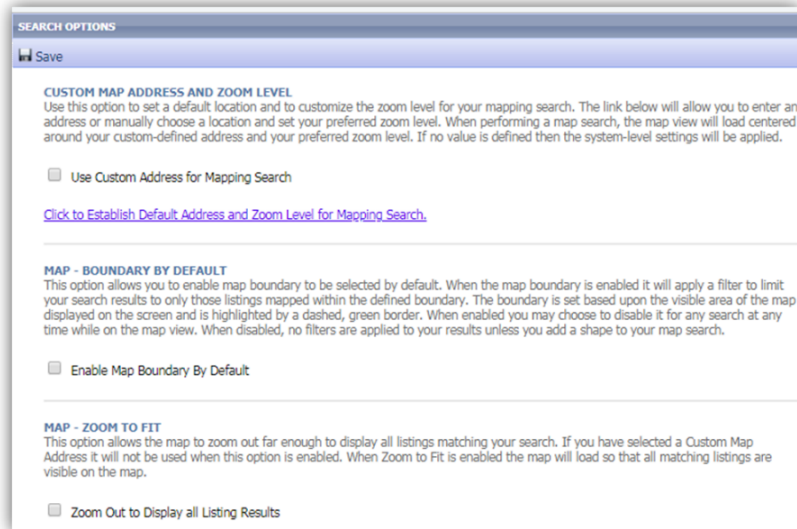 SEARCH OPTIONS
Save
CUSTOM MAP ADDRESS AND ZOOM LEVEL
Use this option to set a default location and to customize the zoom level for your mapping search. The link below will allow you to enter an
address or manually choose a location and set your preferred zoom level. When performing a map search, the map view will load centered
around your custom-defined address and your preferred zoom level. If no value is defined then the system-level settings will be applied.
Use Custom Address for Mapping Search
Click to Establish Default Address and Zoom Level for Mapping Search.
MAP - BOUNDARY BY DEFAULT
This option allows you to enable map boundary to be selected by default. When the map boundary is enabled it will apply a filter to limit
your search results to only those listings mapped within the defined boundary. The boundary is set based upon the visible area of the map
displayed on the screen and is highlighted by a dashed, green border. When enabled you may choose to disable it for any search at any
time while on the map view. When disabled, no filters are applied to your results unless you add a shape to your map search.
Enable Map Boundary By Default
MAP - ZOOM TO FIT
This option allows the map to zoom out far enough to display all listings matching your search. If you have selected a Custom Map
Address it will not be used when this option is enabled. When Zoom to Fit is enabled the map will load so that all matching listings are
visible on the map.
Zoom Out to Display all Listing Results